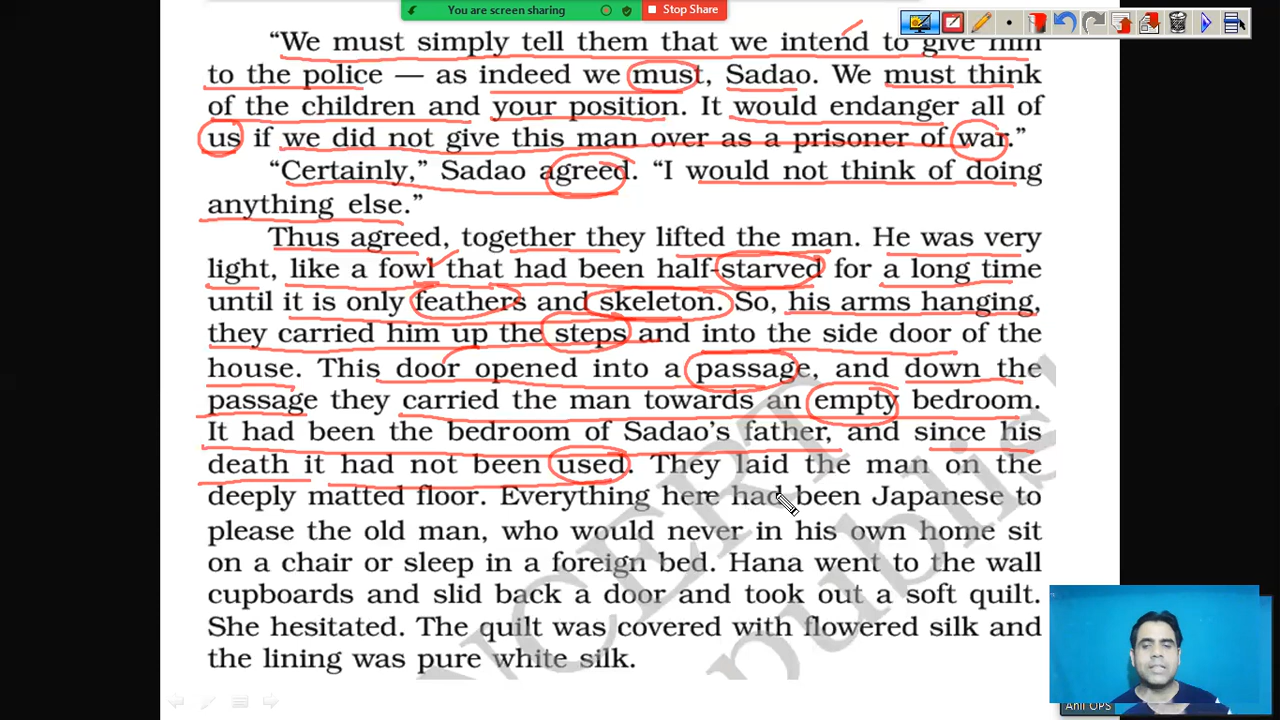 You are screen sharing
Stop Share
“We must simply tell them that we intend to give him
to the police — as indeed we must, Sadao. We must think
of the children and your position. It would endanger all of
us if we did not give this man over as a prisoner of war.”
“Certainly,” Sadao agreed. “I would not think of doing
anything else.”
Thus agreed, together they lifted the man. He was very
light, like a fowl that had been half-starved for a long time
until it is only feathers and skeleton. So, his arms hanging,
they carried him up the steps and into the side door of the
house. This door opened into a passage, and down the
passage they carried the man towards an empty bedroom.
It had been the bedroom of Sadao’s father, and since his
death it had not been used. They laid the man on the
deeply matted floor. Everything here had been Japanese to
please the old man, who would never in his own home sit
on a chair or sleep in a foreign bed. Hana went to the wall
cupboards and slid back a door and took out a soft quilt.
She hesitated. The quilt was covered with flowered silk and
the lining was pure white silk.
NCERT
publis
Anil OPS